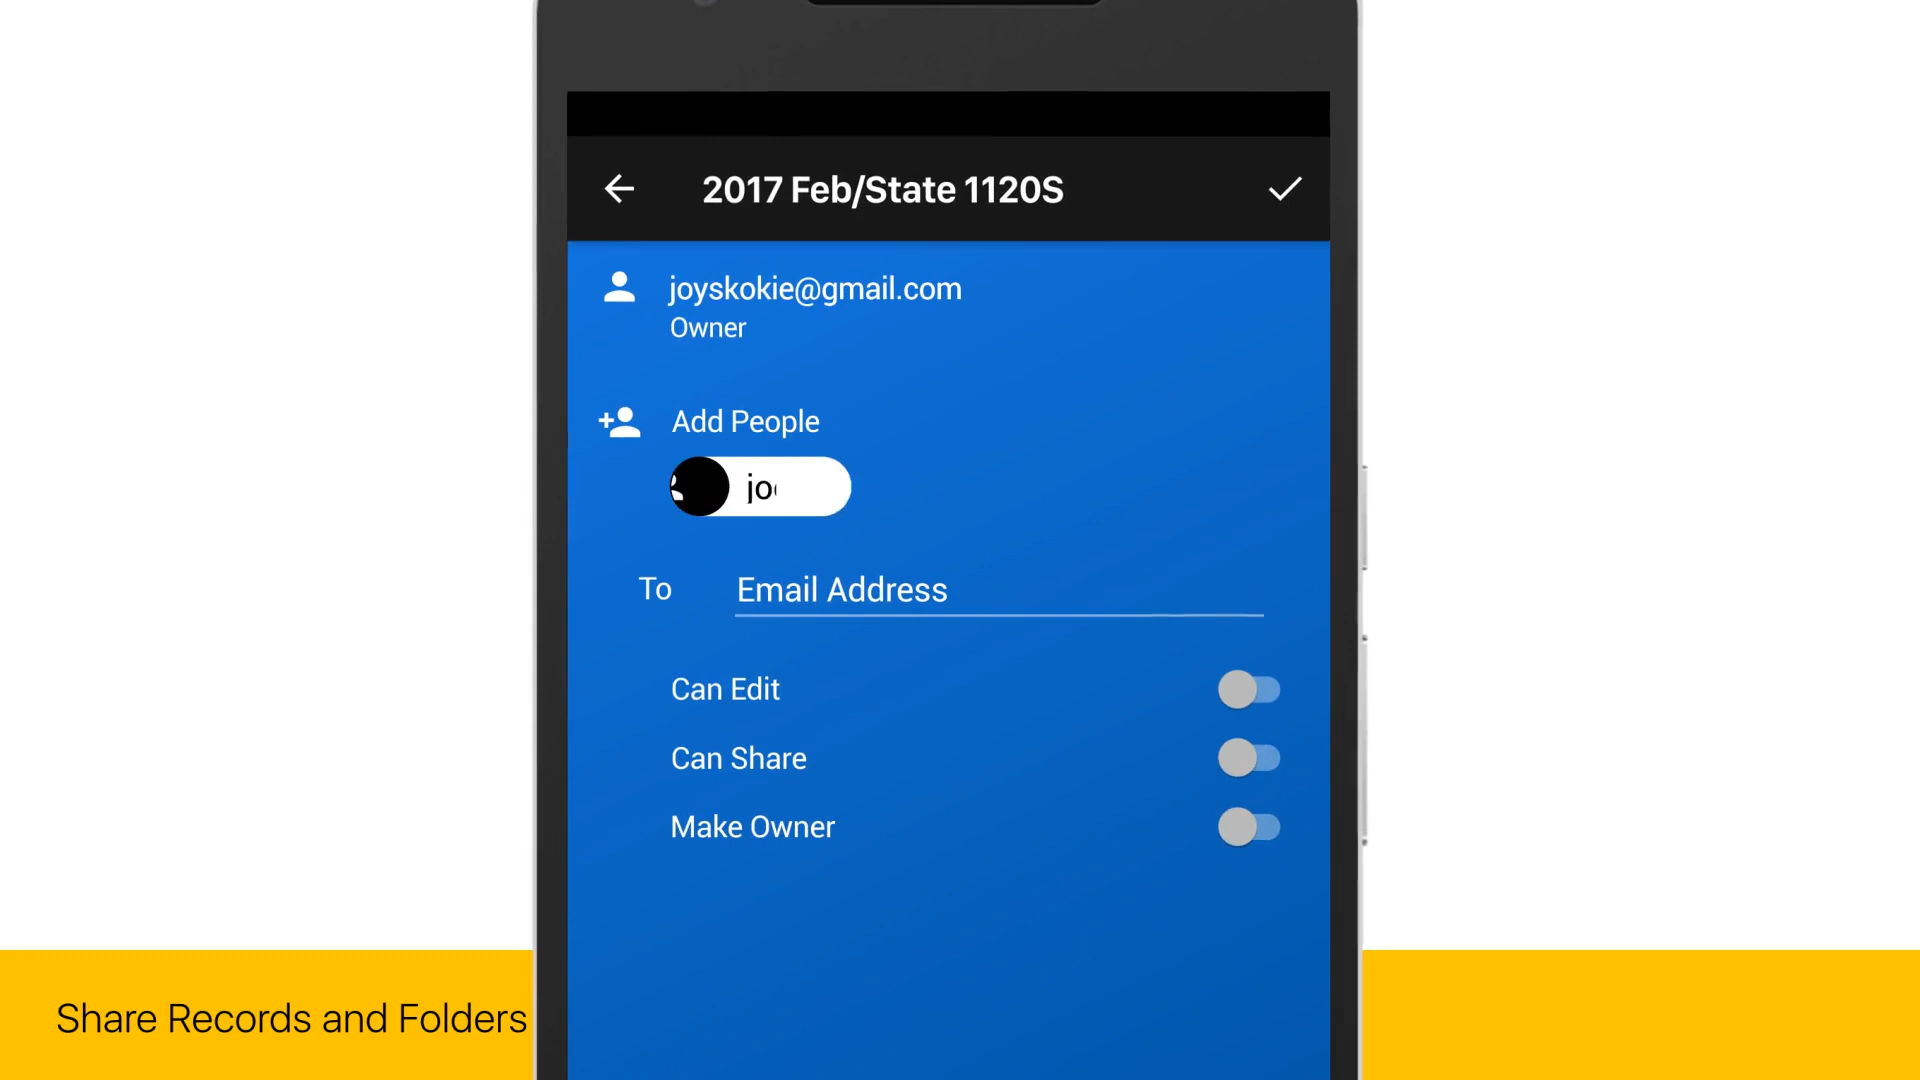 2017 Feb/State 1120S
joyskokie@gmail.com
Owner
Add People
To
Email Address
Can Edit
Can Share
Make Owner
Share Records and Folders